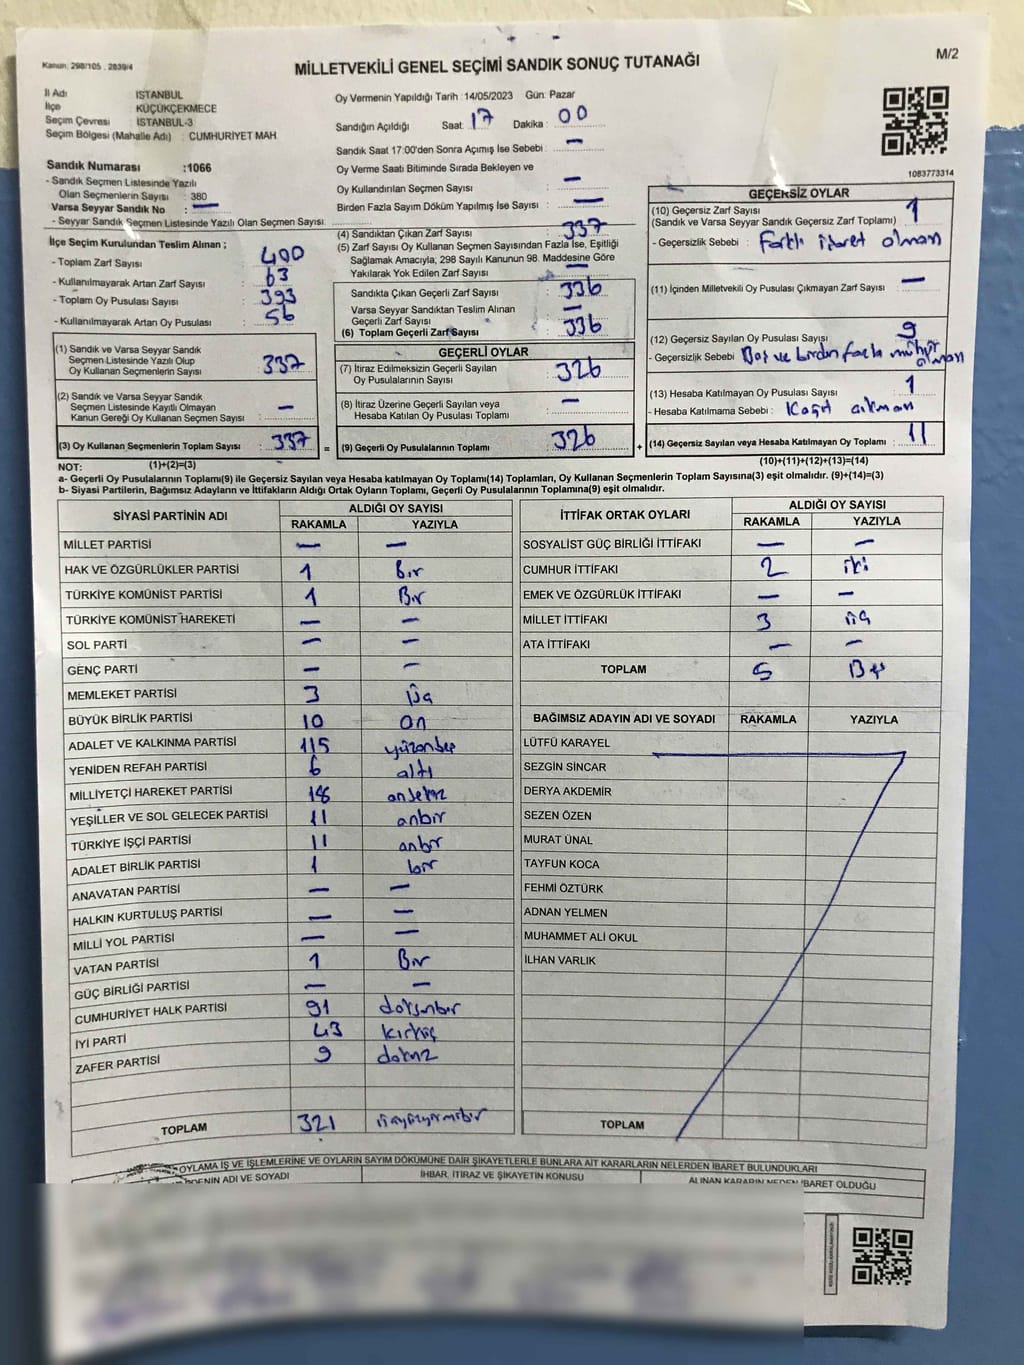 Kanun: 298/105 , 2839/4
MİLLETVEKİLİ GENEL SEÇİMİ SANDIK SONUÇ TUTANAĞI
M/2
İl Adı İSTANBUL
İlçe KÜÇÜKÇEKMECE
Seçim Çevresi İSTANBUL-3
Seçim Bölgesi (Mahalle Adı) : CUMHURİYET MAH.
Sandık Numarası :1066
- Sandık Seçmen Listesinde Yazılı
Olan Seçmenlerin Sayısı : 380
Varsa Seyyar Sandık No —
- Seyyar Sandık Seçmen Listesinde Yazılı Olan Seçmen Sayısı:
Oy Vermenin Yapıldığı Tarih :14/05/2023 Gün: Pazar
Sandığın Açıldığı Saat : 17 Dakika : 00
Sandık Saat 17:00'den Sonra Açımış İse Sebebi : —
Oy Verme Saati Bitiminde Sırada Bekleyen ve
Oy Kullandırılan Seçmen Sayısı : —
Birden Fazla Sayım Döküm Yapılmış İse Sayısı : —
1083773314
İlçe Seçim Kurulundan Teslim Alınan ;
- Toplam Zarf Sayısı : 400
- Kullanılmayarak Artan Zarf Sayısı : 63
- Toplam Oy Pusulası Sayısı : 393
- Kullanılmayarak Artan Oy Pusulası : 56
(4) Sandıktan Çıkan Zarf Sayısı : 337
(5) Zarf Sayısı Oy Kullanan Seçmen Sayısından Fazla İse, Eşitliği
Sağlamak Amacıyla, 298 Sayılı Kanunun 98. Maddesine Göre
Yakılarak Yok Edilen Zarf Sayısı : —
Sandıkta Çıkan Geçerli Zarf Sayısı : 336
Varsa Seyyar Sandıktan Teslim Alınan
Geçerli Zarf Sayısı : —
(6) Toplam Geçerli Zarf Sayısı : 336
GEÇERSİZ OYLAR
(10) Geçersiz Zarf Sayısı : 1
(Sandık ve Varsa Seyyar Sandık Geçersiz Zarf Toplamı)
- Geçersizlik Sebebi : Farklı işaret olması
(11) İçinden Milletvekili Oy Pusulası Çıkmayan Zarf Sayısı : —
(12) Geçersiz Sayılan Oy Pusulası Sayısı : 9
- Geçersizlik Sebebi : Boş ve birden fazla mühür olması
(13) Hesaba Katılmayan Oy Pusulası Sayısı : 1
- Hesaba Katılmama Sebebi : Kağıt
(14) Geçersiz Sayılan veya Hesaba Katılmayan Oy Toplamı : 11
(10)+(11)+(12)+(13)=(14)
(1) Sandık ve Varsa Seyyar Sandık
Seçmen Listesinde Yazılı Olup
Oy Kullanan Seçmenlerin Sayısı : 337
(2) Sandık ve Varsa Seyyar Sandık
Seçmen Listesinde Kayıtlı Olmayan
Kanun Gereği Oy Kullanan Seçmen Sayısı : —
(3) Oy Kullanan Seçmenlerin Toplam Sayısı : 337 =
(1)+(2)=(3)
GEÇERLİ OYLAR
(7) İtiraz Edilmeksizin Geçerli Sayılan
Oy Pusulalarının Sayısı : 326
(8) İtiraz Üzerine Geçerli Sayılan veya
Hesaba Katılan Oy Pusulası Toplamı : —
(9) Geçerli Oy Pusulalarının Toplamı : 326 +
NOT:
a- Geçerli Oy Pusulaları Toplamı(9) ile Geçersiz Sayılan veya Hesaba katılmayan Oy Toplamı(14) Toplamları, Oy Kullanan Seçmenlerin Toplam Sayısına(3) eşit olmalıdır. (9)+(14)=(3)
b- Siyasi Partilerin, Bağımsız Adayların ve İttifakların Aldığı Ortak Oyların Toplamı, Geçerli Oy Pusulalarının Toplamına(9) eşit olmalıdır.
SİYASİ PARTİNİN ADI ALDIĞI OY SAYISI
RAKAMLA YAZIYLA
MİLLET PARTİSİ — —
HAK VE ÖZGÜRLÜKLER PARTİSİ 1 Bir
TÜRKİYE KOMÜNİST PARTİSİ 1 Bir
TÜRKİYE KOMÜNİST HAREKETİ — —
SOL PARTİ — —
GENÇ PARTİ — —
MEMLEKET PARTİSİ 3 Üç
BÜYÜK BİRLİK PARTİSİ 10 on
ADALET VE KALKINMA PARTİSİ 115 yüzonbeş
YENİDEN REFAH PARTİSİ 6 altı
MİLLİYETÇİ HAREKET PARTİSİ 18 onsekiz
YEŞİLLER VE SOL GELECEK PARTİSİ 11 onbir
TÜRKİYE İŞÇİ PARTİSİ 11 onbir
ADALET BİRLİK PARTİSİ 1 bir
ANAVATAN PARTİSİ — —
HALKIN KURTULUŞ PARTİSİ — —
MİLLİ YOL PARTİSİ — —
VATAN PARTİSİ 1 Bir
GÜÇ BİRLİĞİ PARTİSİ — —
CUMHURİYET HALK PARTİSİ 91 doksanbir
İYİ PARTİ 43 kırküç
ZAFER PARTİSİ 9 dokuz
TOPLAM 321 üçyüzyirmibir
İTTİFAK ORTAK OYLARI ALDIĞI OY SAYISI
RAKAMLA YAZIYLA
SOSYALİST GÜÇ BİRLİĞİ İTTİFAKI — —
CUMHUR İTTİFAKI 2 iki
EMEK VE ÖZGÜRLÜK İTTİFAKI — —
MİLLET İTTİFAKI 3 üç
ATA İTTİFAKI — —
TOPLAM 5 Beş
BAĞIMSIZ ADAYIN ADI VE SOYADI RAKAMLA YAZIYLA
LÜTFÜ KARAYEL
SEZGİN SİNCAR
DERYA AKDEMİR
SEZEN ÖZEN
MURAT ÜNAL
TAYFUN KOCA
FEHMİ ÖZTÜRK
ADNAN YELMEN
MUHAMMET ALİ OKUL
İLHAN VARLIK
TOPLAM
OYLAMA İŞ VE İŞLEMLERİNE VE OYLARIN SAYIM DÖKÜMÜNE DAİR ŞİKAYETLERLE BUNLARA AİT KARARLARIN NELERDEN İBARET BULUNDUKLARI
ADI VE SOYADI İHBAR, İTİRAZ VE ŞİKAYETİN KONUSU ALINAN KARARIN NEDEN İBARET OLDUĞU